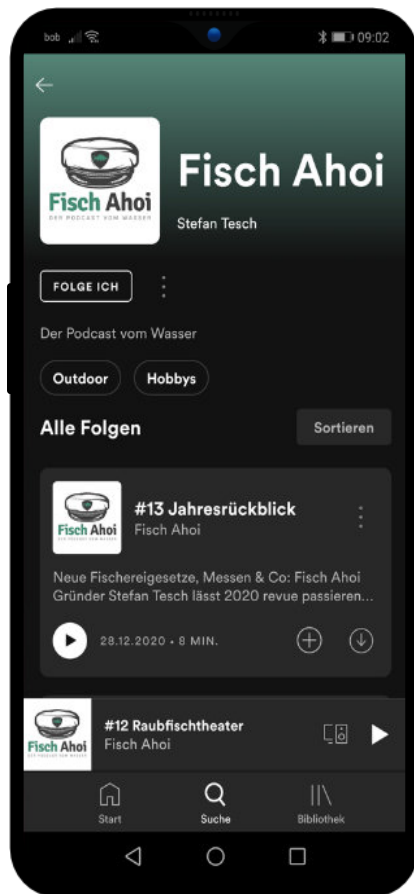 bob
09:02
Fisch Ahoi
DER PODCAST VOM WASSER
Fisch Ahoi
Stefan Tesch
FOLGE ICH
Der Podcast vom Wasser
Outdoor
Hobbys
Alle Folgen
Sortieren
Fisch Ahoi
#13 Jahresrückblick
Fisch Ahoi
Neue Fischereigesetze, Messen & Co: Fisch Ahoi
Gründer Stefan Tesch lässt 2020 revue passieren...
28.12.2020 • 8 MIN.
Fisch Ahoi
#12 Raubfischtheater
Fisch Ahoi
Start
Suche
Bibliothek